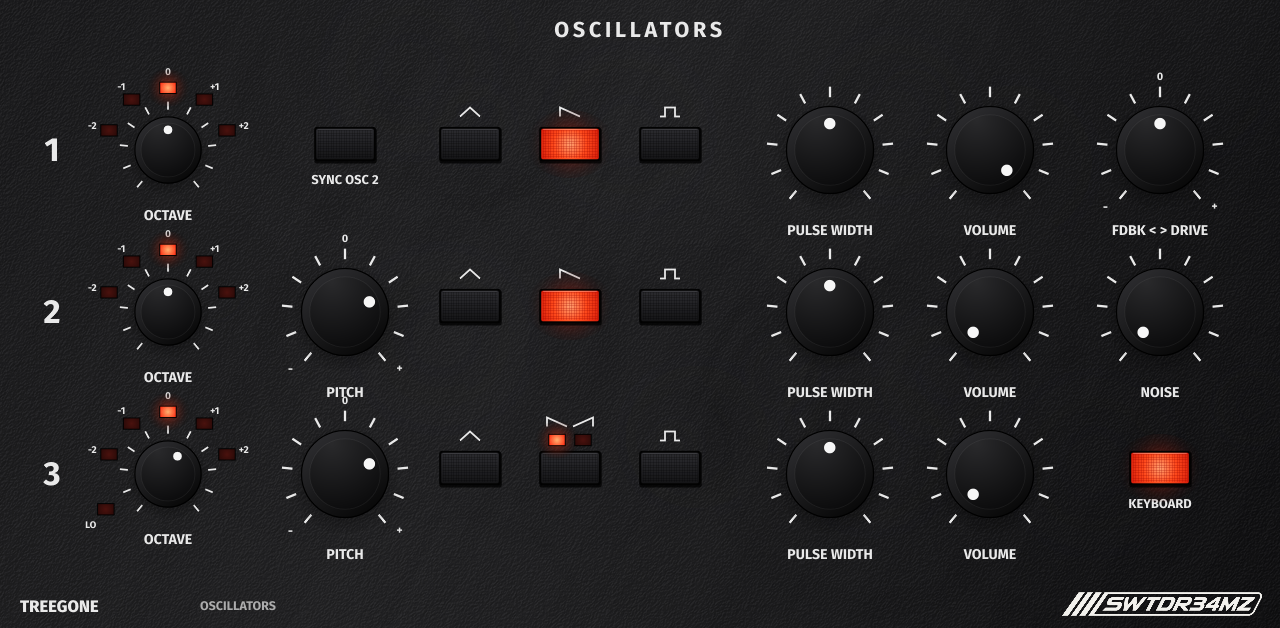 OSCILLATORS
0
-1 +1
-2 +2
0
1
SYNC OSC 2
- +
OCTAVE
PULSE WIDTH VOLUME FDBK < > DRIVE
0
-1 +1
0
-2 +2
2
- +
OCTAVE
PITCH PULSE WIDTH VOLUME NOISE
0
0
-1 +1
-2 +2
3
LO
KEYBOARD
- +
OCTAVE
PITCH PULSE WIDTH VOLUME
TREEGONE OSCILLATORS SWTDR34MZ